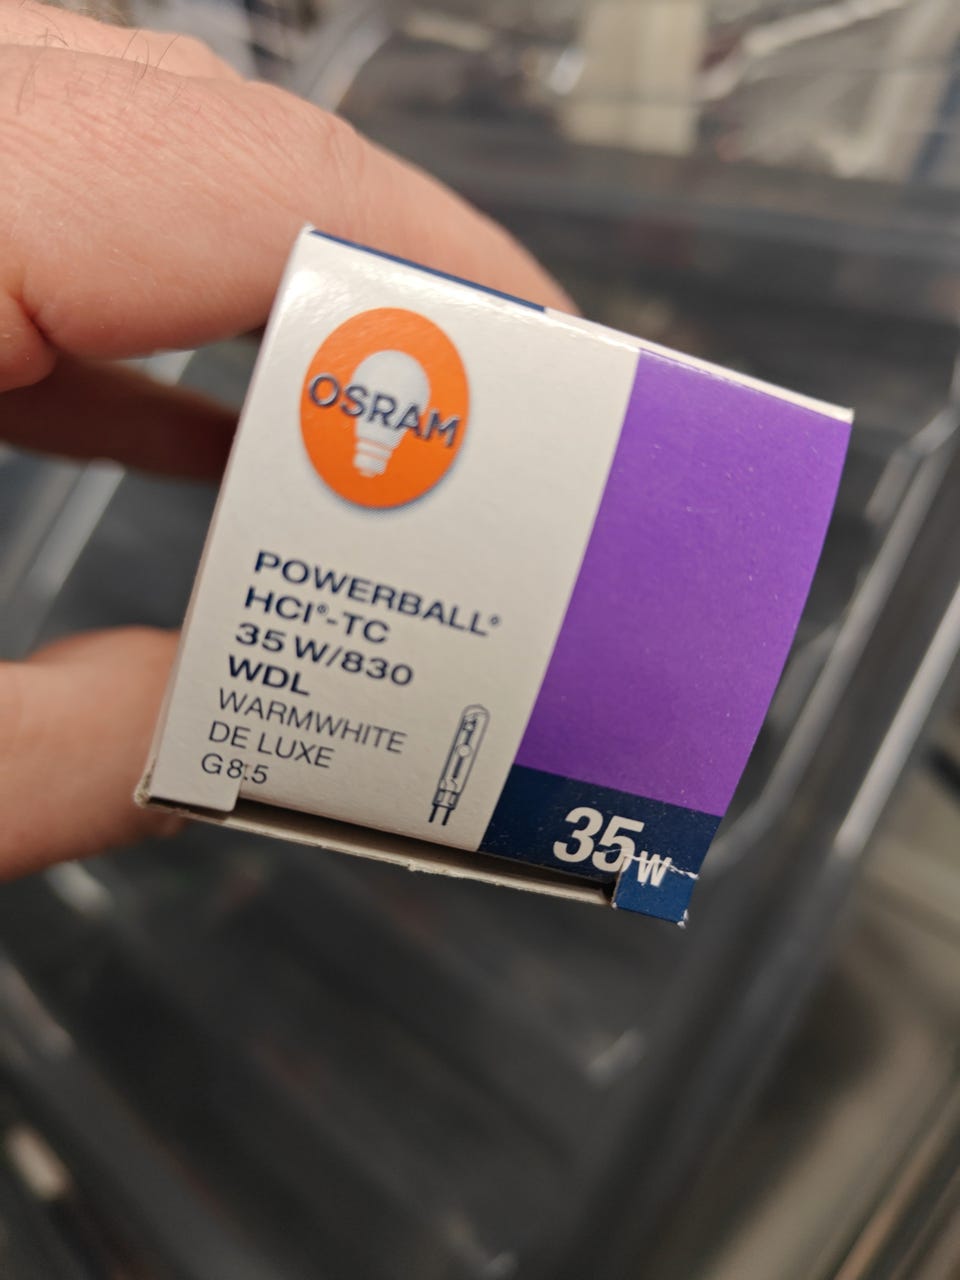 OSRAM
POWERBALL®
HCI®-TC
35 W/830
WDL
WARMWHITE
DE LUXE
G8.5
35W